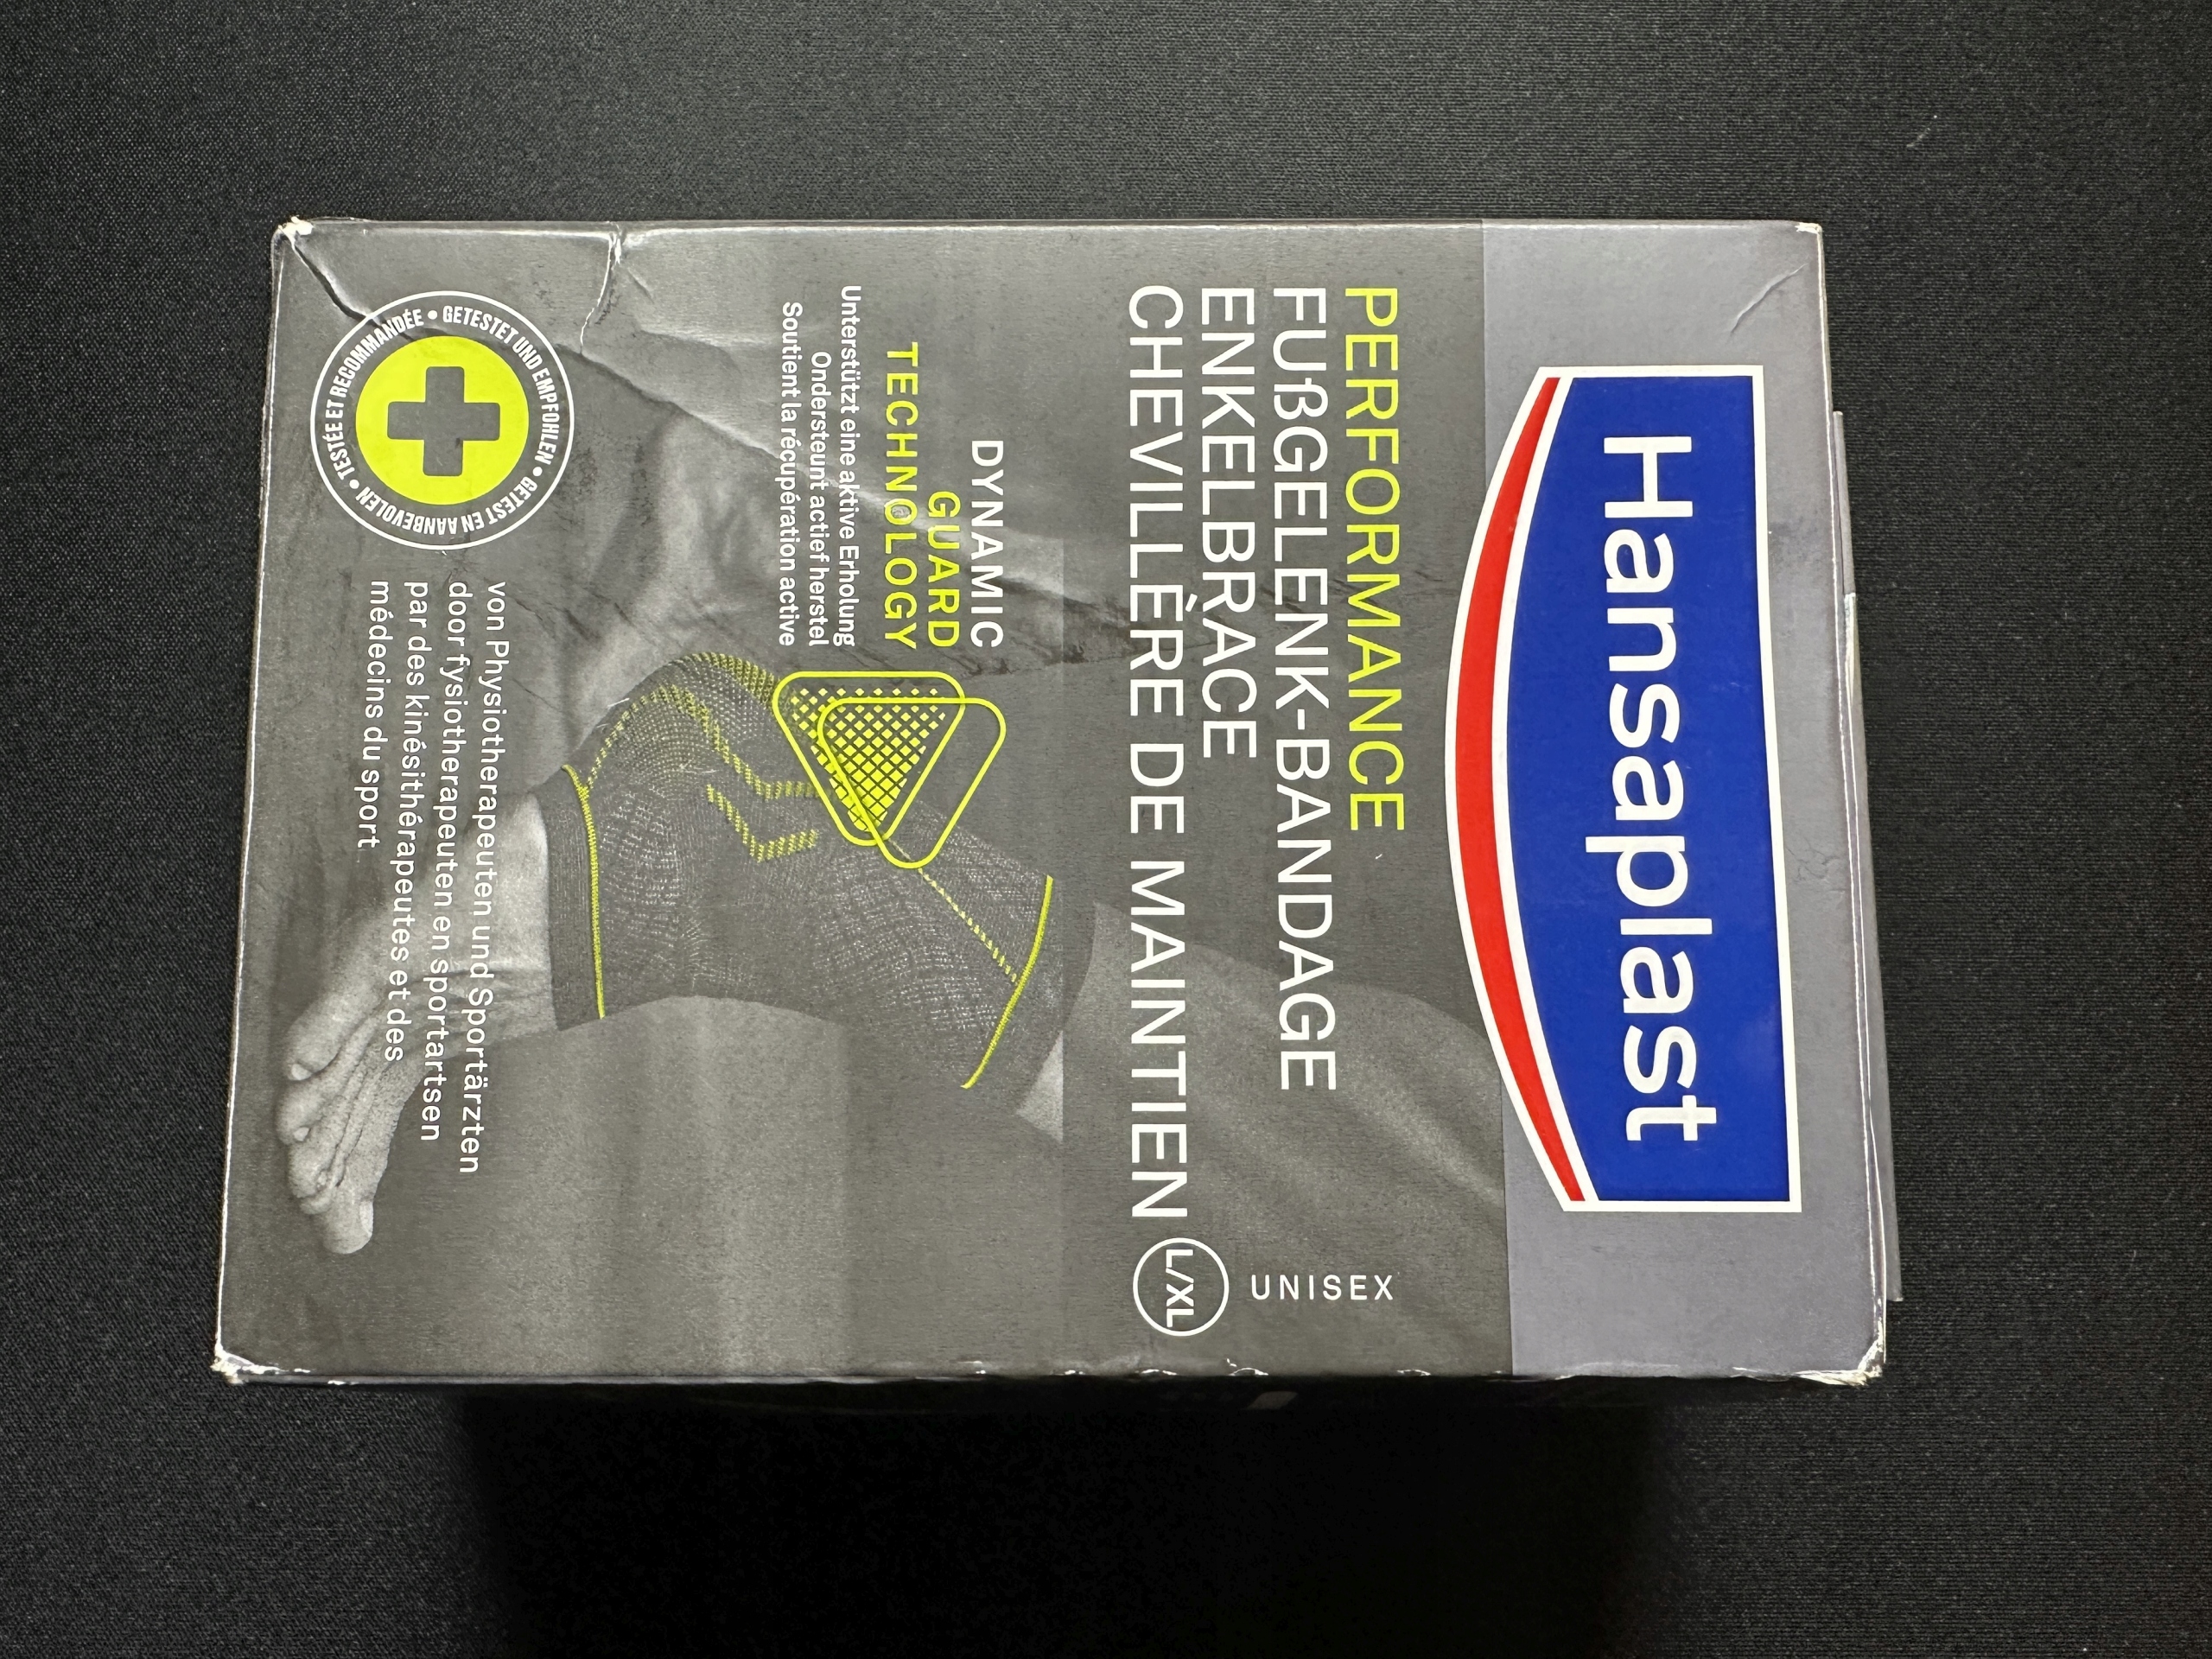 Hansaplast
PERFORMANCE
FUßGELENK-BANDAGE
ENKELBRACE
CHEVILLÈRE DE MAINTIEN
UNISEX
L/XL
DYNAMIC
GUARD
TECHNOLOGY
Unterstützt eine aktive Erholung
Ondersteunt actief herstel
Soutient la récupération active
GETESTET UND EMPFOHLEN • GETEST EN AANBEVOLEN • TESTÉE ET RECOMMANDÉE •
von Physiotherapeuten und Sportärzten
door fysiotherapeuten en sportartsen
par des kinésithérapeutes et des
médecins du sport